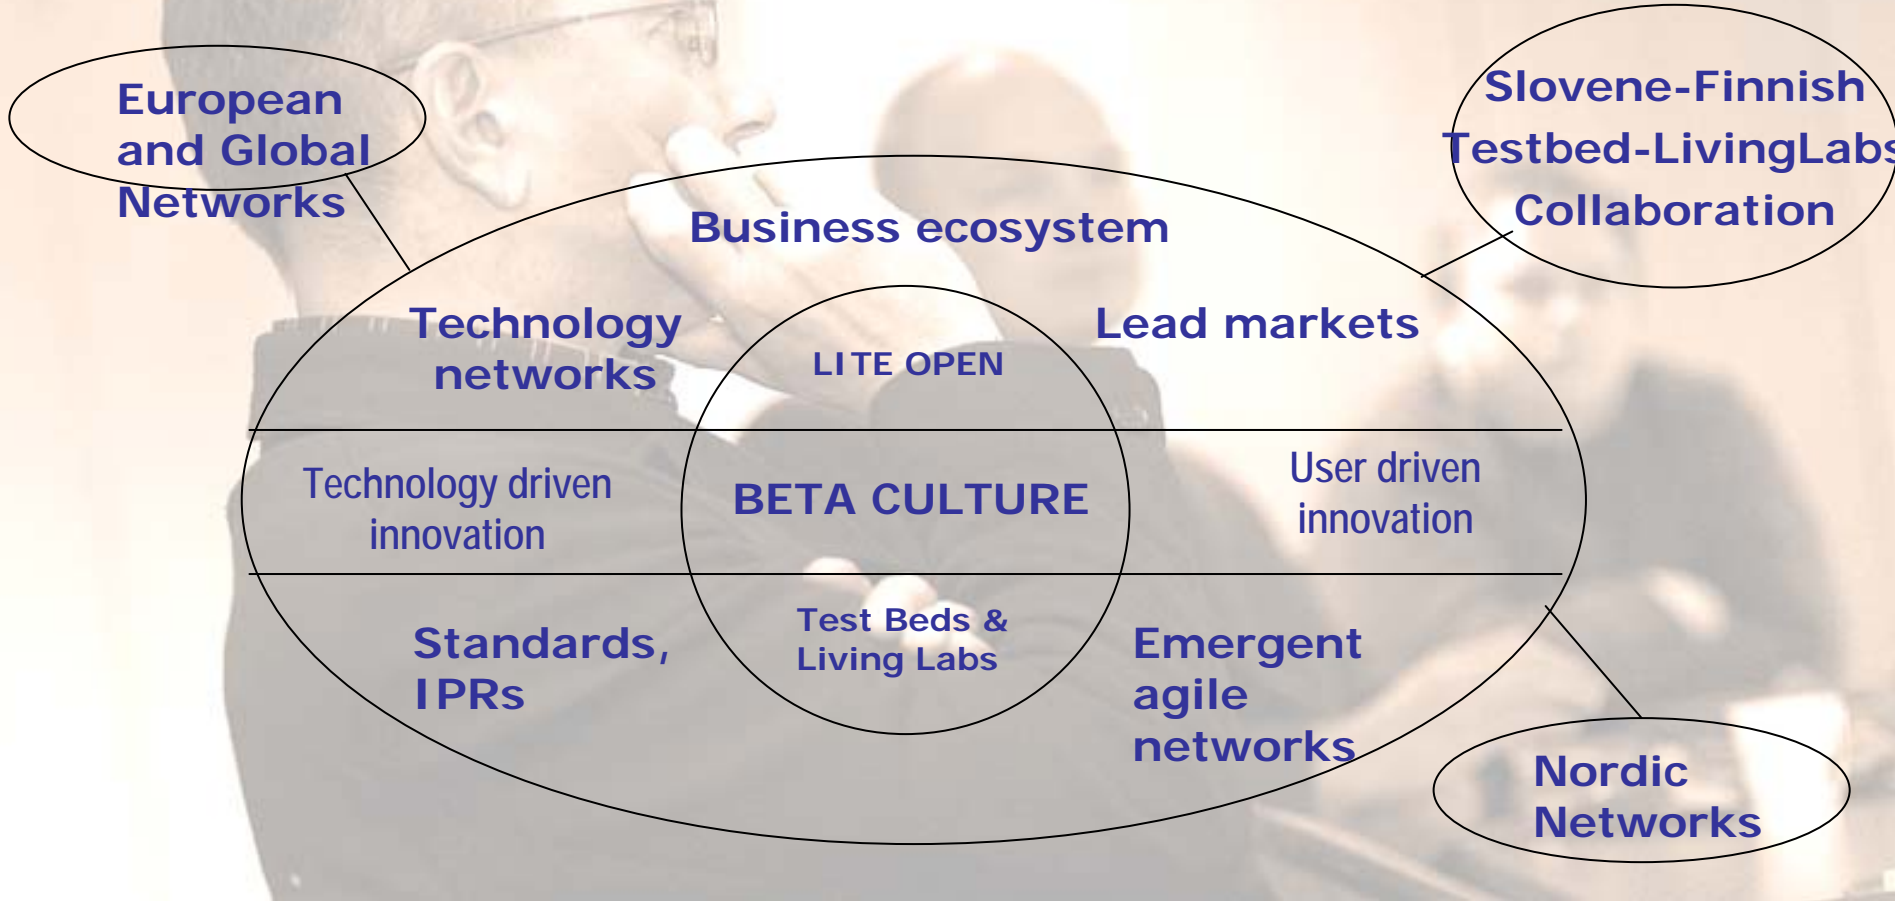 European
and Global
Networks
Slovene-Finnish
Testbed-LivingLabs
Collaboration
Business ecosystem
Technology
networks
LITE OPEN
Lead markets
Technology driven
innovation
BETA CULTURE
User driven
innovation
Standards,
IPRs
Test Beds &
Living Labs
Emergent
agile
networks
Nordic
Networks